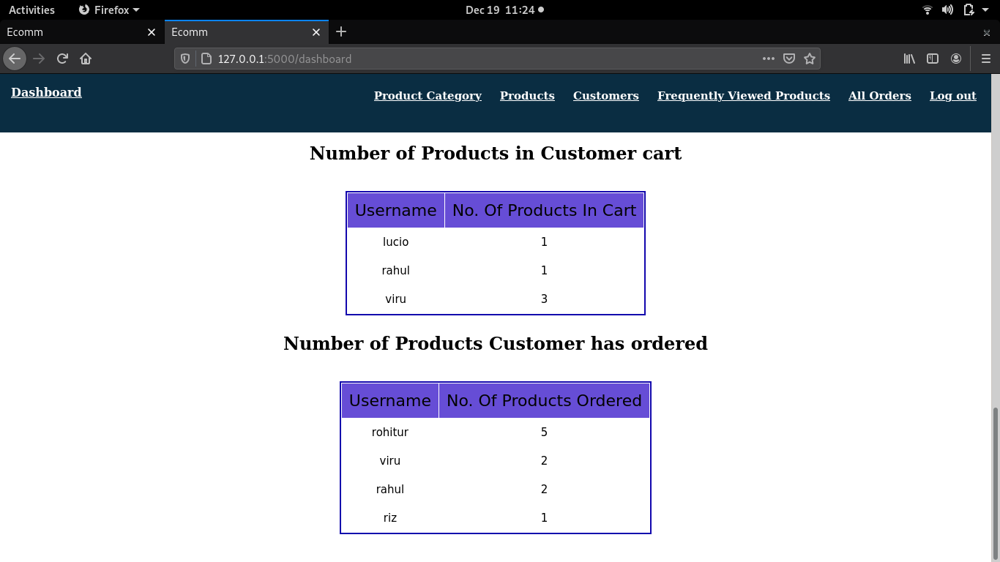 Activities Firefox Dec 19 11:24
Ecomm Ecomm
127.0.0.1:5000/dashboard
Dashboard Product Category Products Customers Frequently Viewed Products All Orders Log out
Number of Products in Customer cart
Username No. Of Products In Cart
lucio 1
rahul 1
viru 3
Number of Products Customer has ordered
Username No. Of Products Ordered
rohitur 5
viru 2
rahul 2
riz 1